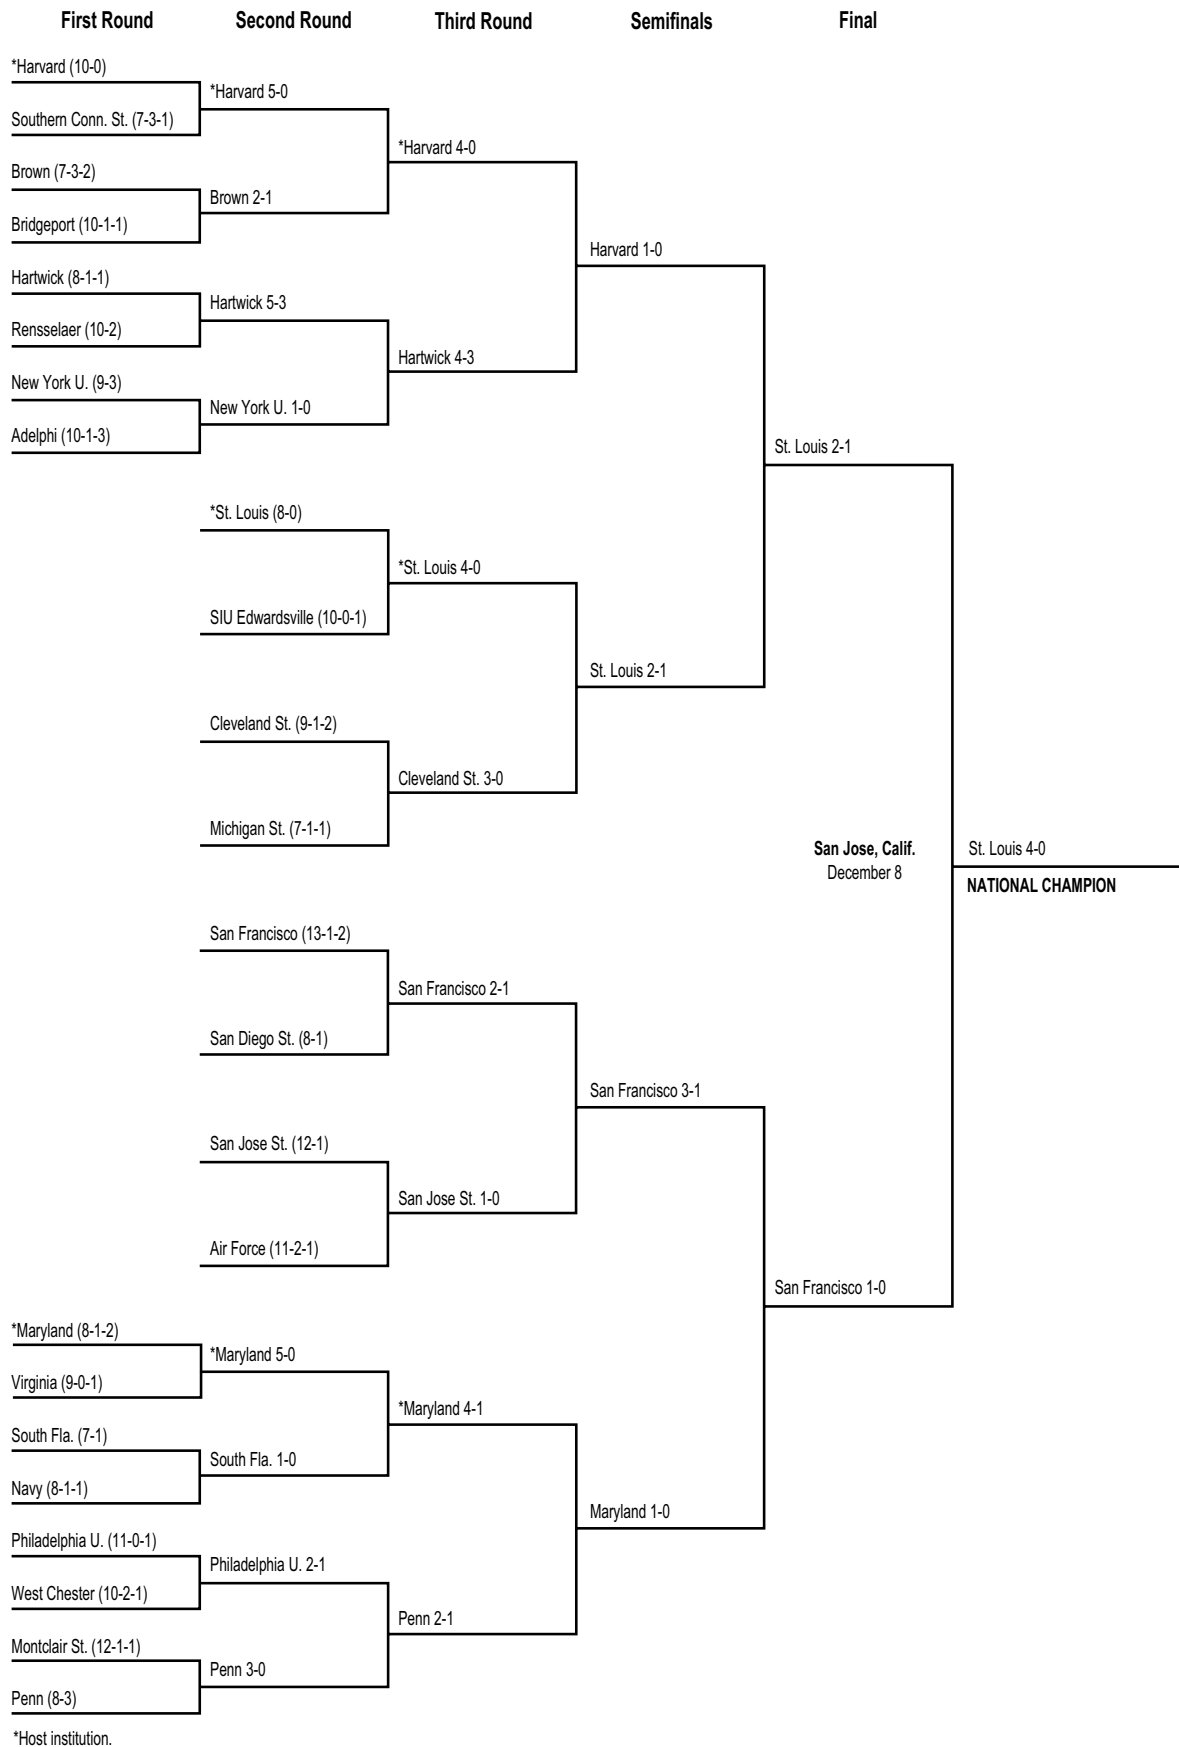 First Round Second Round Third Round Semifinals Final
*Harvard (10-0)
*Harvard 5-0
Southern Conn. St. (7-3-1)
*Harvard 4-0
Brown (7-3-2)
Brown 2-1
Bridgeport (10-1-1)
Harvard 1-0
Hartwick (8-1-1)
Hartwick 5-3
Rensselaer (10-2)
Hartwick 4-3
New York U. (9-3)
New York U. 1-0
Adelphi (10-1-3)
St. Louis 2-1
*St. Louis (8-0)
*St. Louis 4-0
SIU Edwardsville (10-0-1)
St. Louis 2-1
Cleveland St. (9-1-2)
Cleveland St. 3-0
Michigan St. (7-1-1)
San Jose, Calif.
December 8
St. Louis 4-0
NATIONAL CHAMPION
San Francisco (13-1-2)
San Francisco 2-1
San Diego St. (8-1)
San Francisco 3-1
San Jose St. (12-1)
San Jose St. 1-0
Air Force (11-2-1)
San Francisco 1-0
*Maryland (8-1-2)
*Maryland 5-0
Virginia (9-0-1)
*Maryland 4-1
South Fla. (7-1)
South Fla. 1-0
Navy (8-1-1)
Maryland 1-0
Philadelphia U. (11-0-1)
Philadelphia U. 2-1
West Chester (10-2-1)
Penn 2-1
Montclair St. (12-1-1)
Penn 3-0
Penn (8-3)
*Host institution.